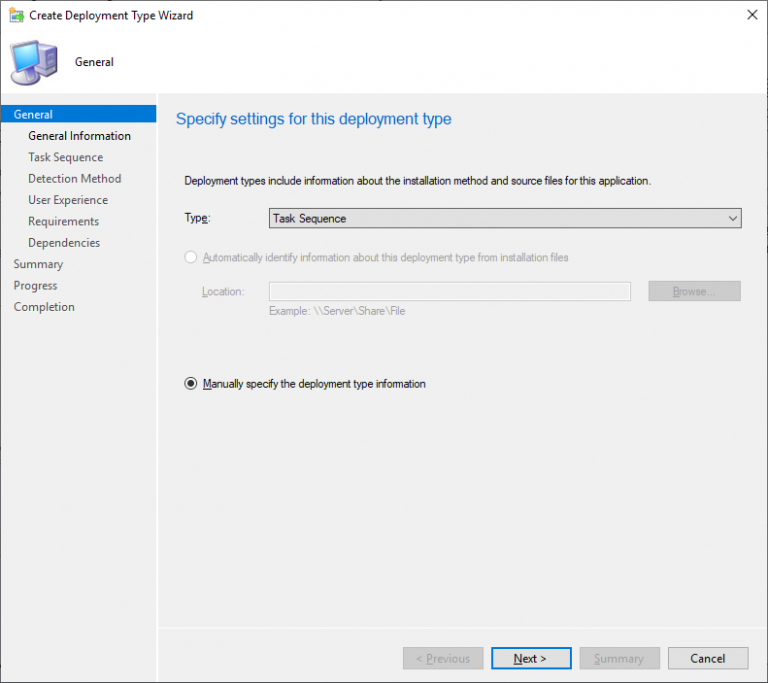 Create Deployment Type Wizard
General
General
General Information
Task Sequence
Detection Method
User Experience
Requirements
Dependencies
Summary
Progress
Completion
Specify settings for this deployment type
Deployment types include information about the installation method and source files for this application.
Type: Task Sequence
Automatically identify information about this deployment type from installation files
Location: Browse...
Example: \\Server\Share\File
Manually specify the deployment type information
< Previous Next > Summary Cancel